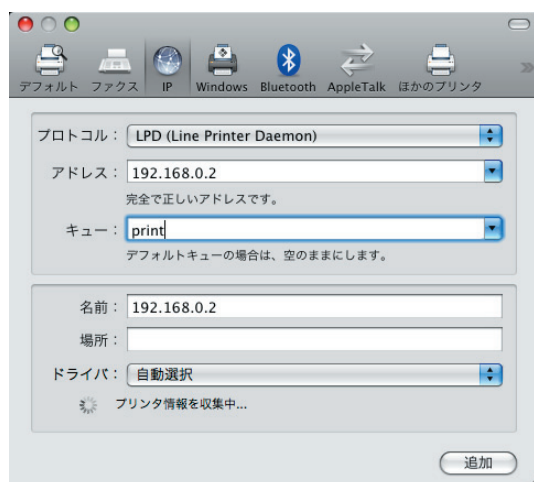 デフォルト ファクス IP Windows Bluetooth AppleTalk ほかのプリンタ
プロトコル： LPD (Line Printer Daemon)
アドレス： 192.168.0.2
完全で正しいアドレスです。
キュー： print
デフォルトキューの場合は、空のままにします。
名前： 192.168.0.2
場所：
ドライバ： 自動選択
プリンタ情報を収集中...
追加